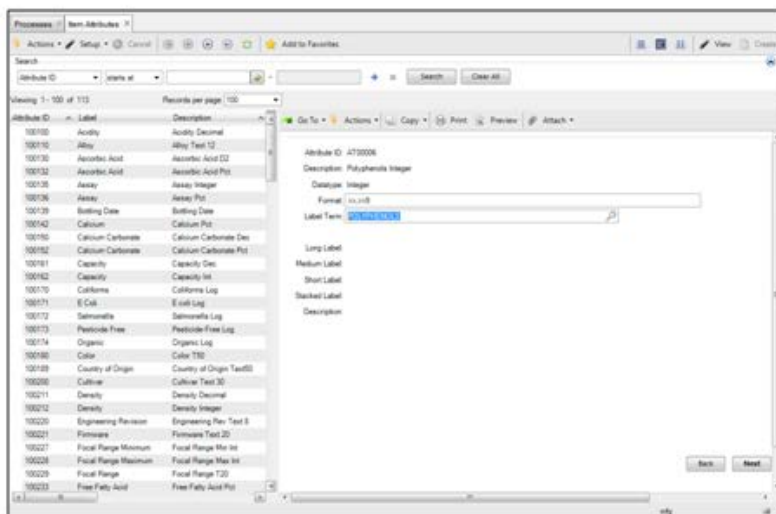 Processes Item Attributes
Actions Setup Cancel Add to Favorites View Create
Search
Attribute ID starts at - + = Search Clear All
Viewing 1 - 100 of 113 Records per page: 100
Attribute ID Label Description
100100 Acidity Acidity Decimal
100110 Alloy Alloy Text 12
100130 Ascorbic Acid Ascorbic Acid D2
100132 Ascorbic Acid Ascorbic Acid Pct
100135 Assay Assay Integer
100136 Assay Assay Pct
100139 Bottling Date Bottling Date
100142 Calcium Calcium Pct
100150 Calcium Carbonate Calcium Carbonate Dec
100152 Calcium Carbonate Calcium Carbonate Pct
100161 Capacity Capacity Dec
100162 Capacity Capacity Int
100170 Coliforms Coliforms Log
100171 E Coli E coli Log
100172 Salmonella Salmonella Log
100173 Pesticide Free Pesticide Free Log
100174 Organic Organic Log
100180 Color Color T50
100189 Country of Origin Country of Origin Text50
100200 Cultivar Cultivar Text 30
100211 Density Density Decimal
100212 Density Density Integer
100220 Engineering Revision Engineering Rev Text 8
100221 Firmware Firmware Text 20
100227 Focal Range Minimum Focal Range Min Int
100228 Focal Range Maximum Focal Range Max Int
100229 Focal Range Focal Range T20
100233 Free Fatty Acid Free Fatty Acid Pct
Go To Actions Copy Print Preview Attach
Attribute ID: AT00006
Description: Polyphenols Integer
Datatype: Integer
Format:
Label Term: POLYPHENOLS
Long Label:
Medium Label:
Short Label:
Stacked Label:
Description:
Back Next
mfg